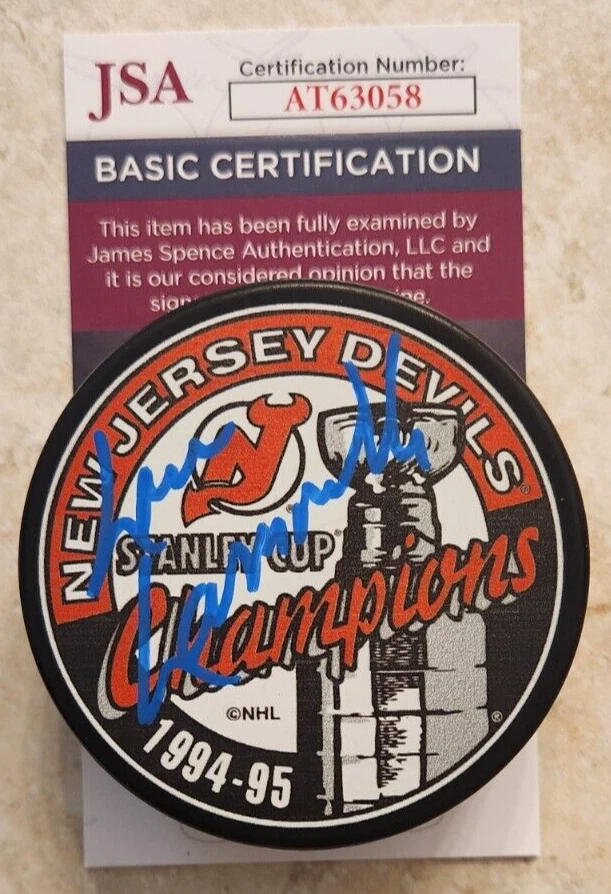 JSA
Certification Number:
AT63058
BASIC CERTIFICATION
This item has been fully examined by
James Spence Authentication, LLC and
it is our considered opinion that the
NEW JERSEY DEVILS®
STANLEY CUP®
Champions
©NHL
®
1994-95